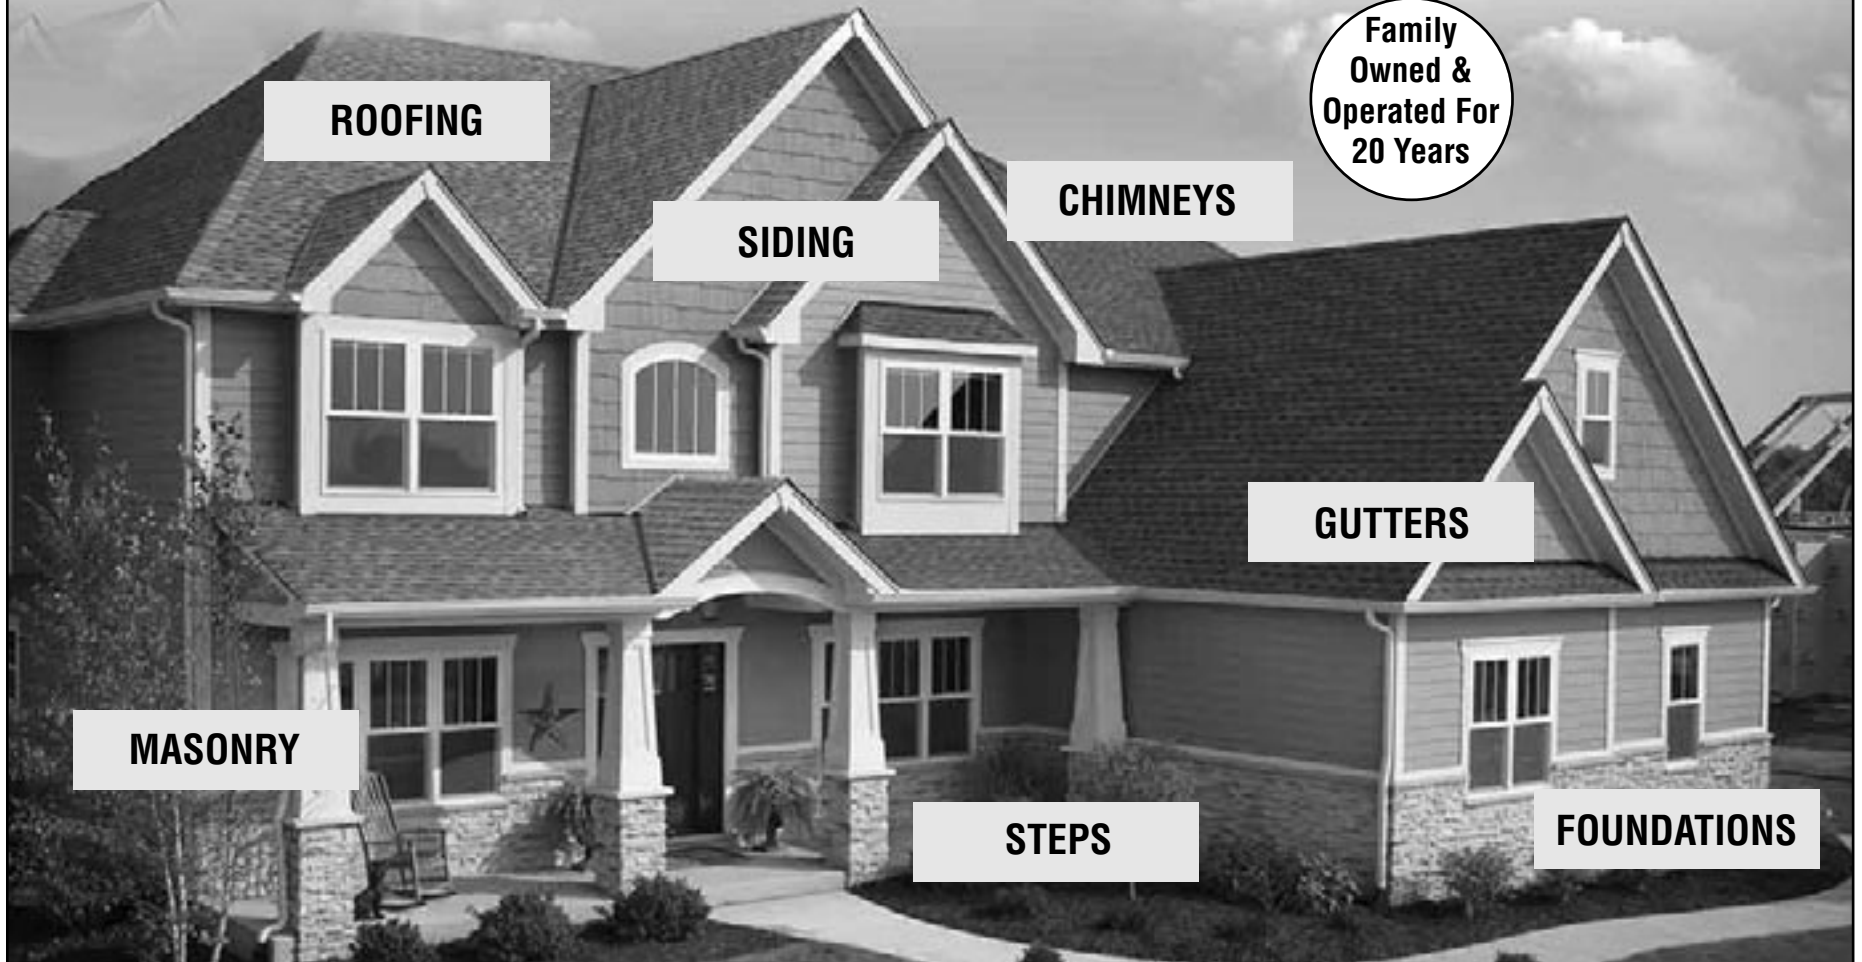 Family
Owned &
Operated For
20 Years
ROOFING
CHIMNEYS
SIDING
GUTTERS
MASONRY
STEPS
FOUNDATIONS